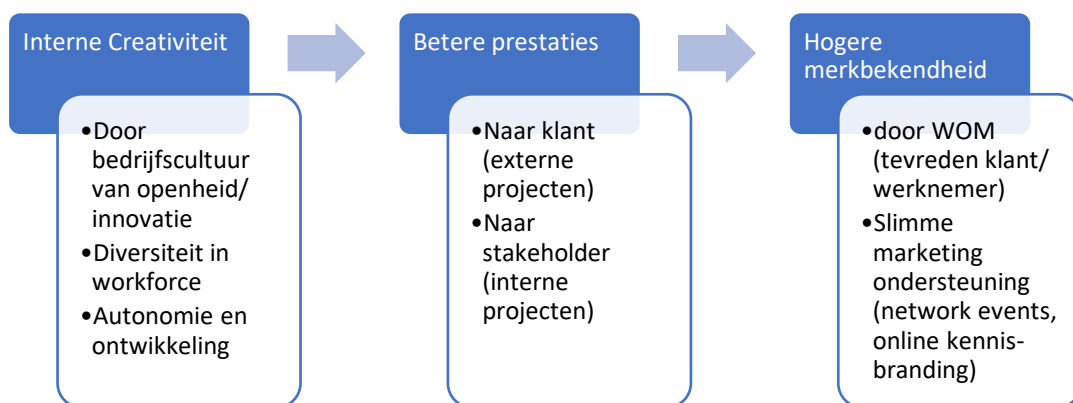 Interne Creativiteit
•Door
bedrijfscultuur
van openheid/
innovatie
•Diversiteit in
workforce
•Autonomie en
ontwikkeling
Betere prestaties
•Naar klant
(externe
projecten)
•Naar
stakeholder
(interne
projecten)
Hogere
merkbekendheid
•door WOM
(tevreden klant/
werknemer)
•Slimme
marketing
ondersteuning
(network events,
online kennis-
branding)